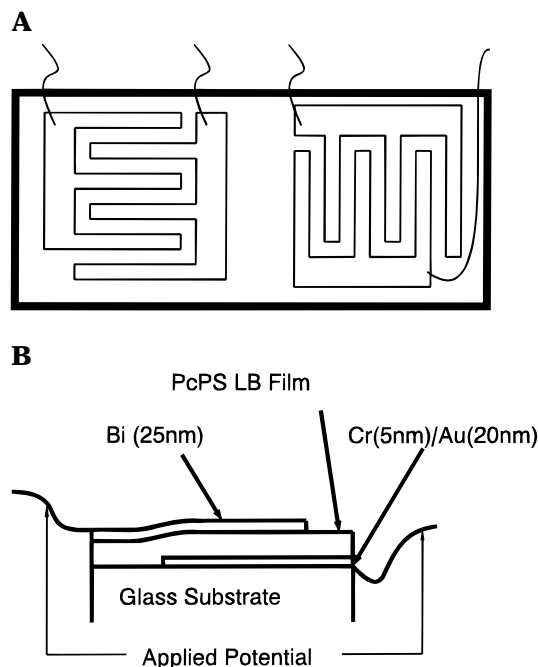 A
B
PcPS LB Film
Bi (25nm)
Cr(5nm)/Au(20nm)
Glass Substrate
Applied Potential